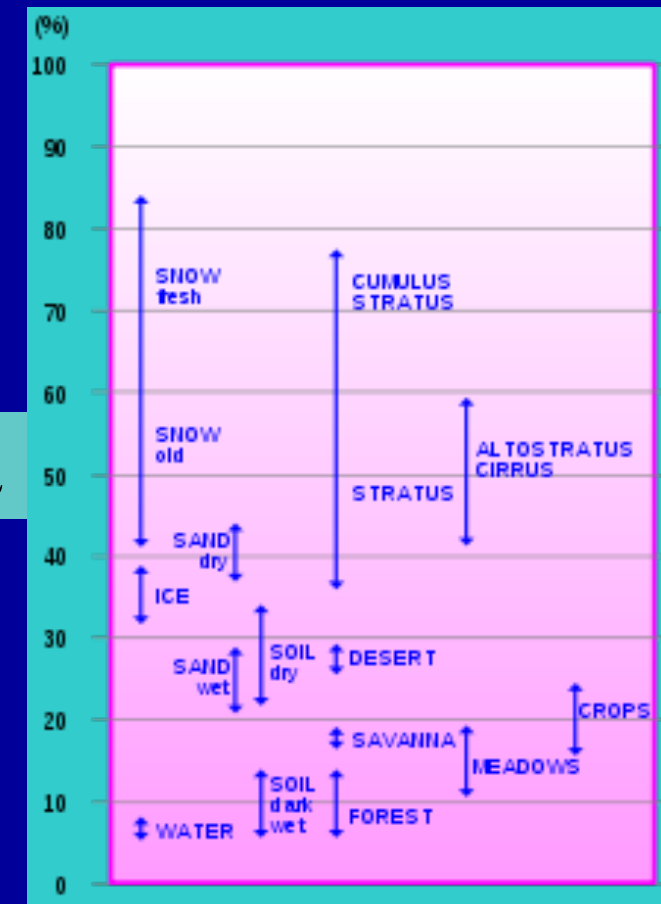 (%)
100
90
80
70
60
50
40
30
20
10
0
SNOW
fresh
SNOW
old
ICE
WATER
SAND
dry
SAND
wet
SOIL
dry
SOIL
dark
wet
CUMULUS
STRATUS
STRATUS
DESERT
SAVANNA
FOREST
ALTOSTRATUS
CIRRUS
MEADOWS
CROPS